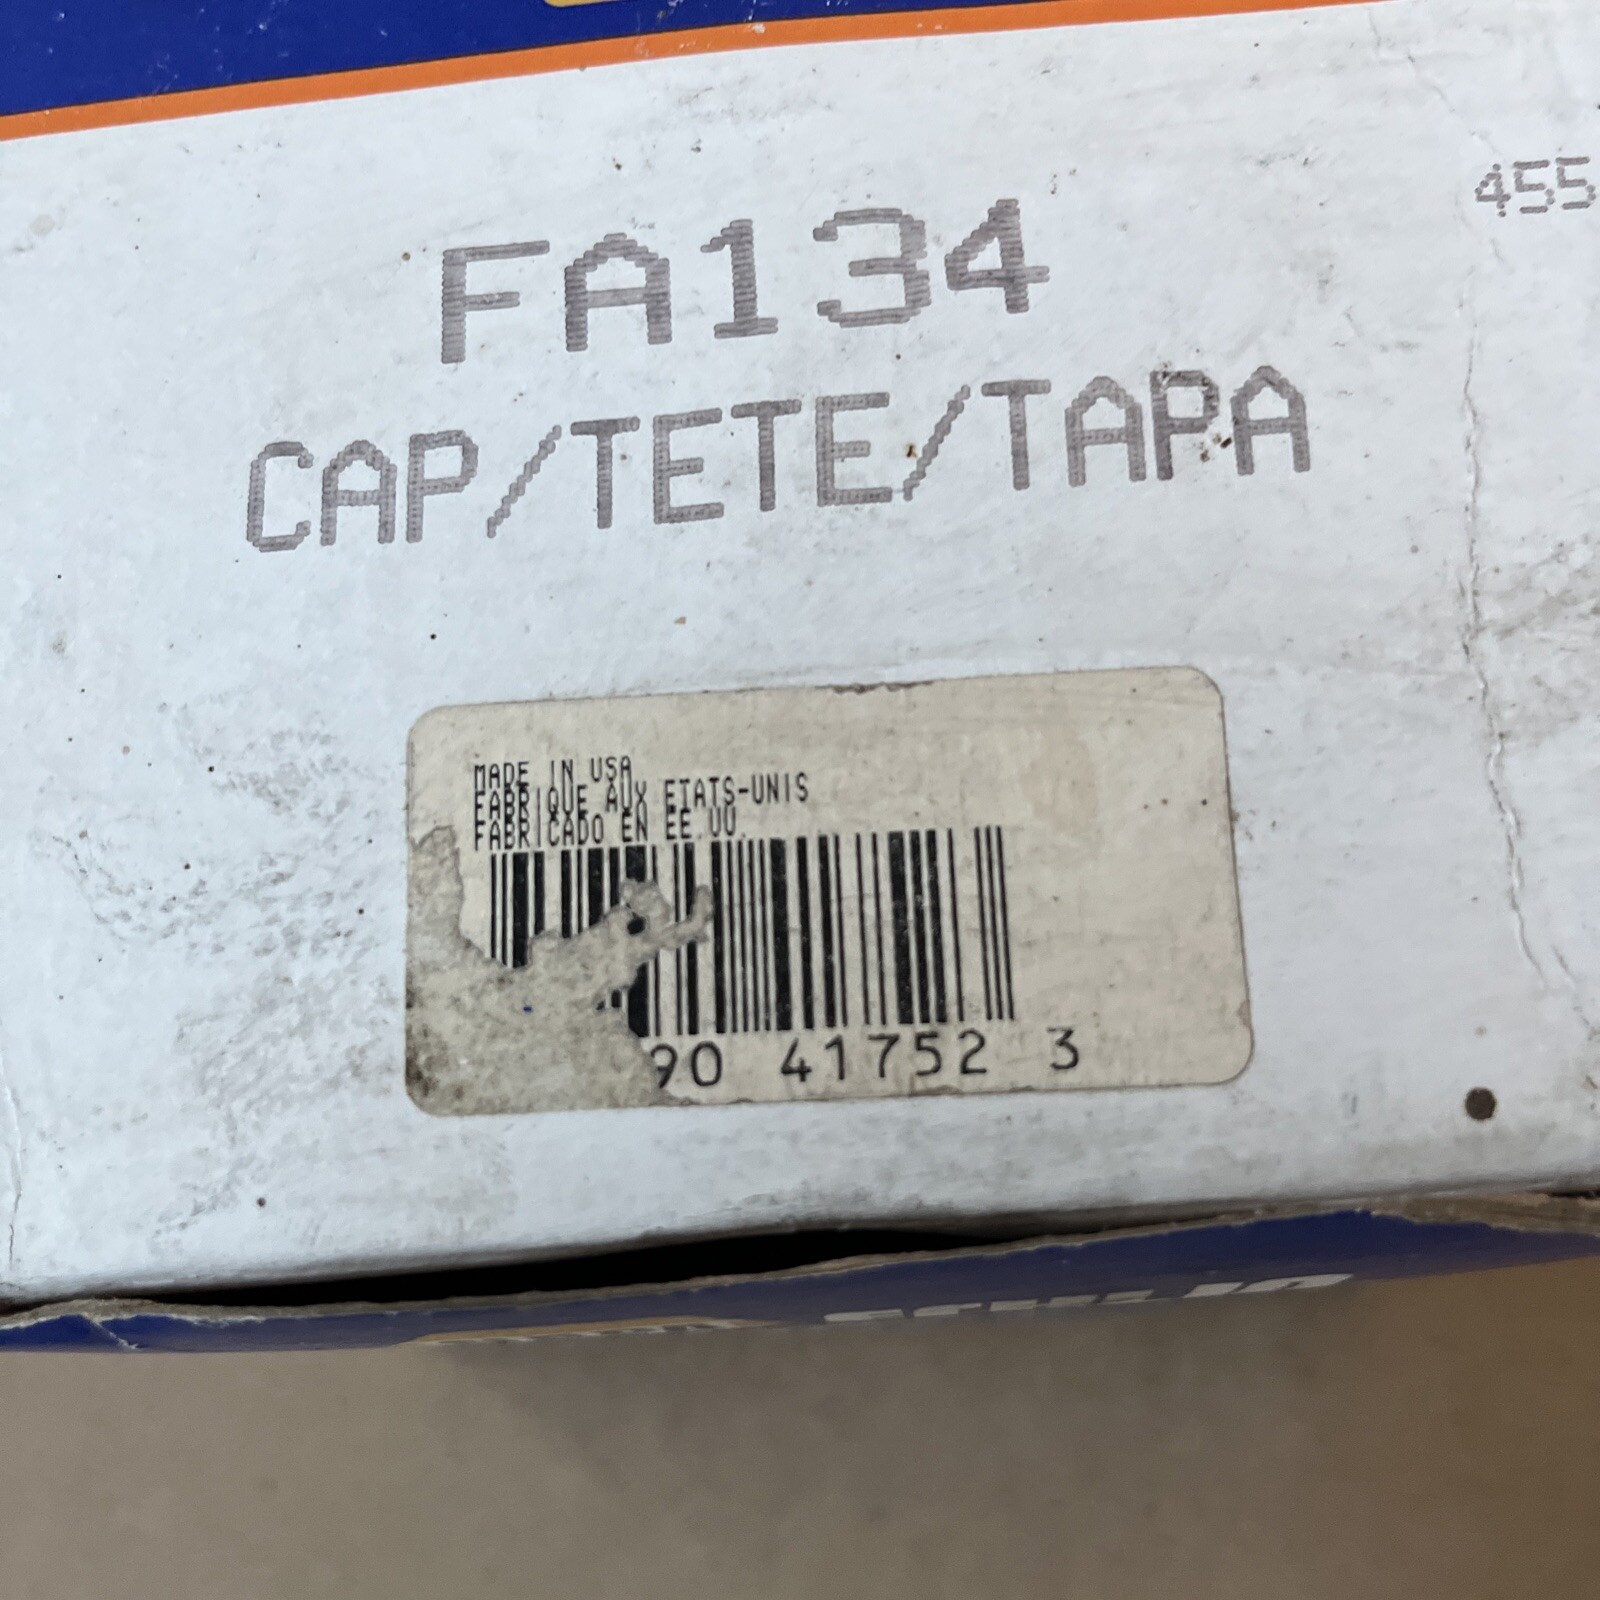 455
FA134
CAP/TETE/TAPA
MADE IN USA
FABRIQUE AUX ETATS-UNIS
FABRICADO EN EE.UU.
90 41752 3